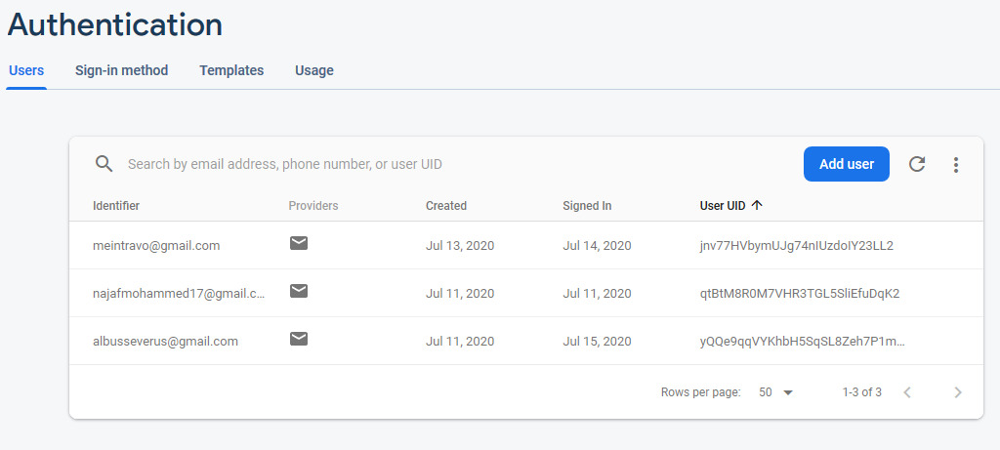 Authentication
Users Sign-in method Templates Usage
Search by email address, phone number, or user UID Add user
Identifier Providers Created Signed In User UID
meintravo@gmail.com Jul 13, 2020 Jul 14, 2020 jnv77HVbymUJg74nIUzdoIY23LL2
najafmohammed17@gmail.c... Jul 11, 2020 Jul 11, 2020 qtBtM8R0M7VHR3TGL5SliEfuDqK2
albusseverus@gmail.com Jul 11, 2020 Jul 15, 2020 yQQe9qqVYKhbH5SqSL8Zeh7P1m...
Rows per page: 50 1-3 of 3